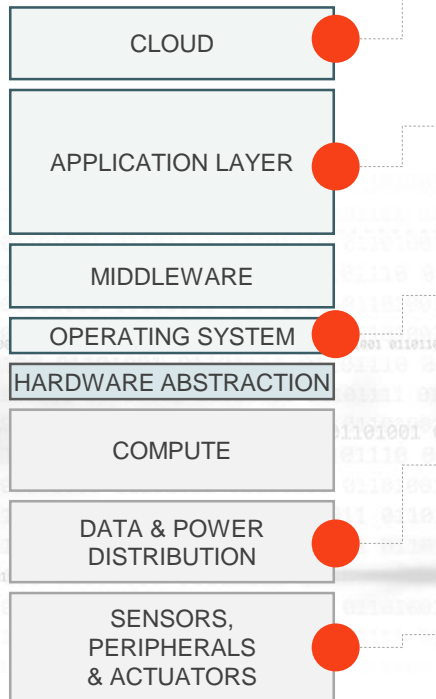 CLOUD
APPLICATION LAYER
MIDDLEWARE
OPERATING SYSTEM
HARDWARE ABSTRACTION
COMPUTE
DATA & POWER
DISTRIBUTION
SENSORS,
PERIPHERALS
& ACTUATORS